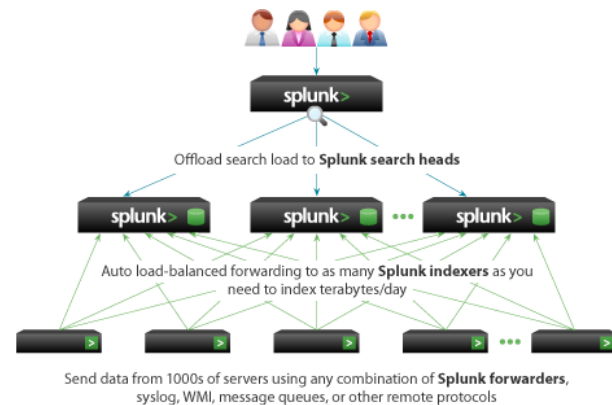 splunk>
Offload search load to Splunk search heads
splunk>
splunk>
splunk>
Auto load-balanced forwarding to as many Splunk indexers as you
need to index terabytes/day
>
>
>
>
>
Send data from 1000s of servers using any combination of Splunk forwarders,
syslog, WMI, message queues, or other remote protocols